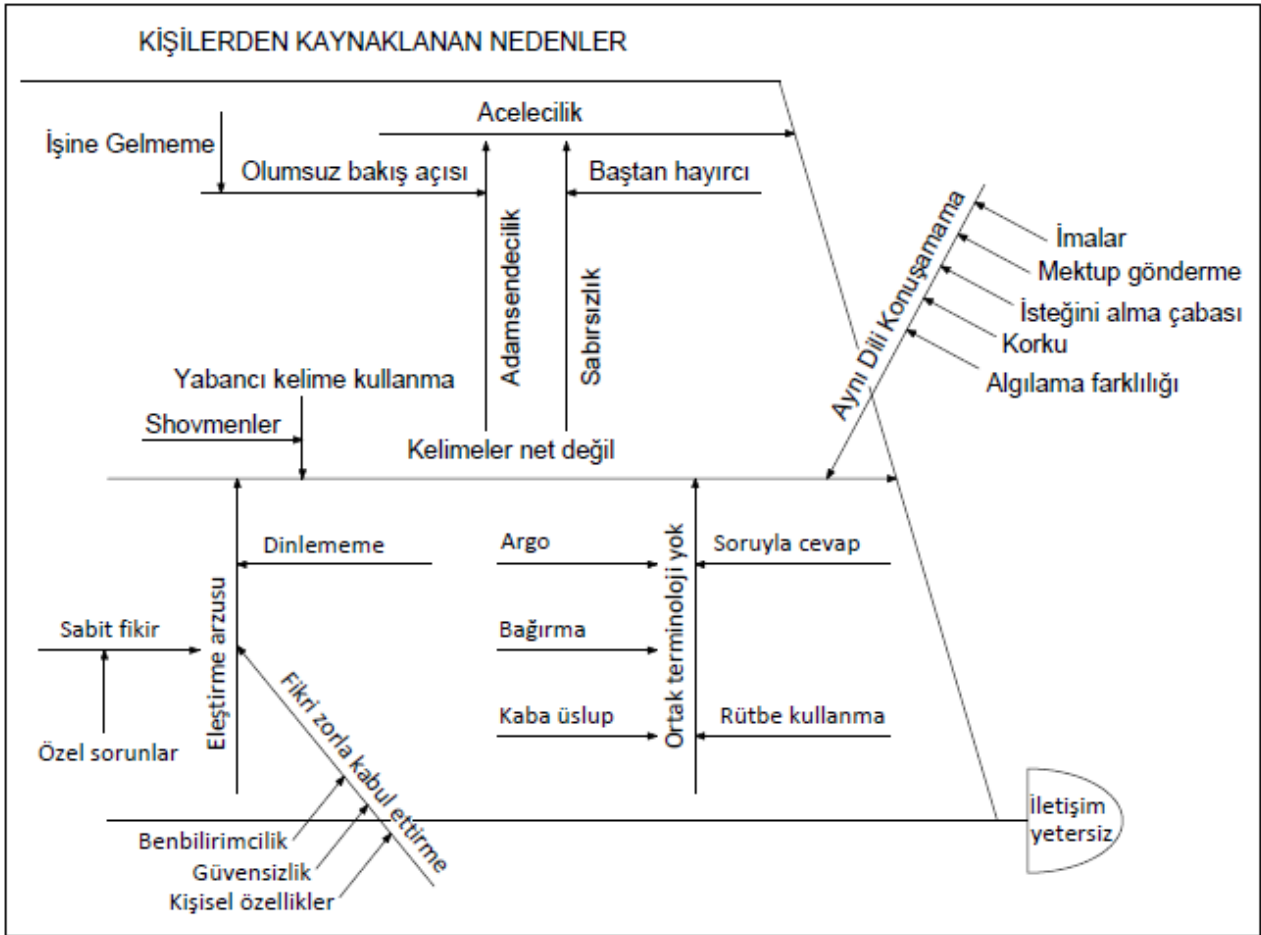 KİŞİLERDEN KAYNAKLANAN NEDENLER
Acelecilik
İşine Gelmeme
Olumsuz bakış açısı
Baştan hayırcı
Adamsendecilik
Sabırsızlık
Aynı Dili Konuşamama
İmalar
Mektup gönderme
İsteğini alma çabası
Korku
Algılama farklılığı
Yabancı kelime kullanma
Shovmenler
Kelimeler net değil
Dinlememe
Argo
Soruyla cevap
Eleştirme arzusu
Ortak terminoloji yok
Sabit fikir
Bağırma
Fikri zorla kabul ettirme
Kaba üslup
Rütbe kullanma
Özel sorunlar
İletişim
yetersiz
Benbilirimcilik
Güvensizlik
Kişisel özellikler